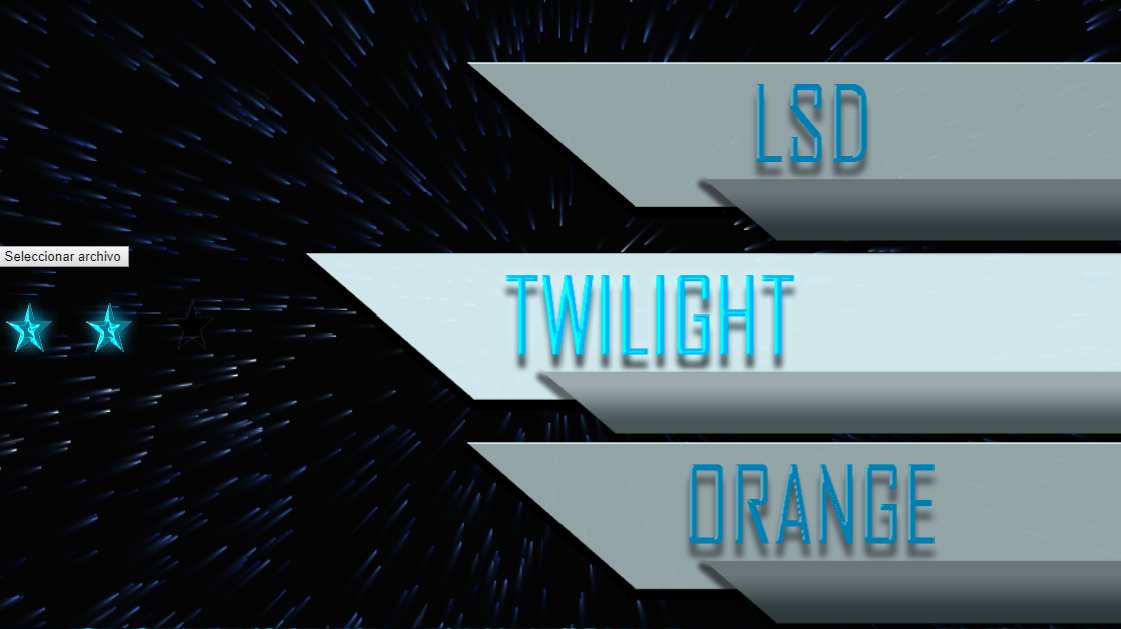 LSD
Seleccionar archivo
TWILIGHT
ORANGE